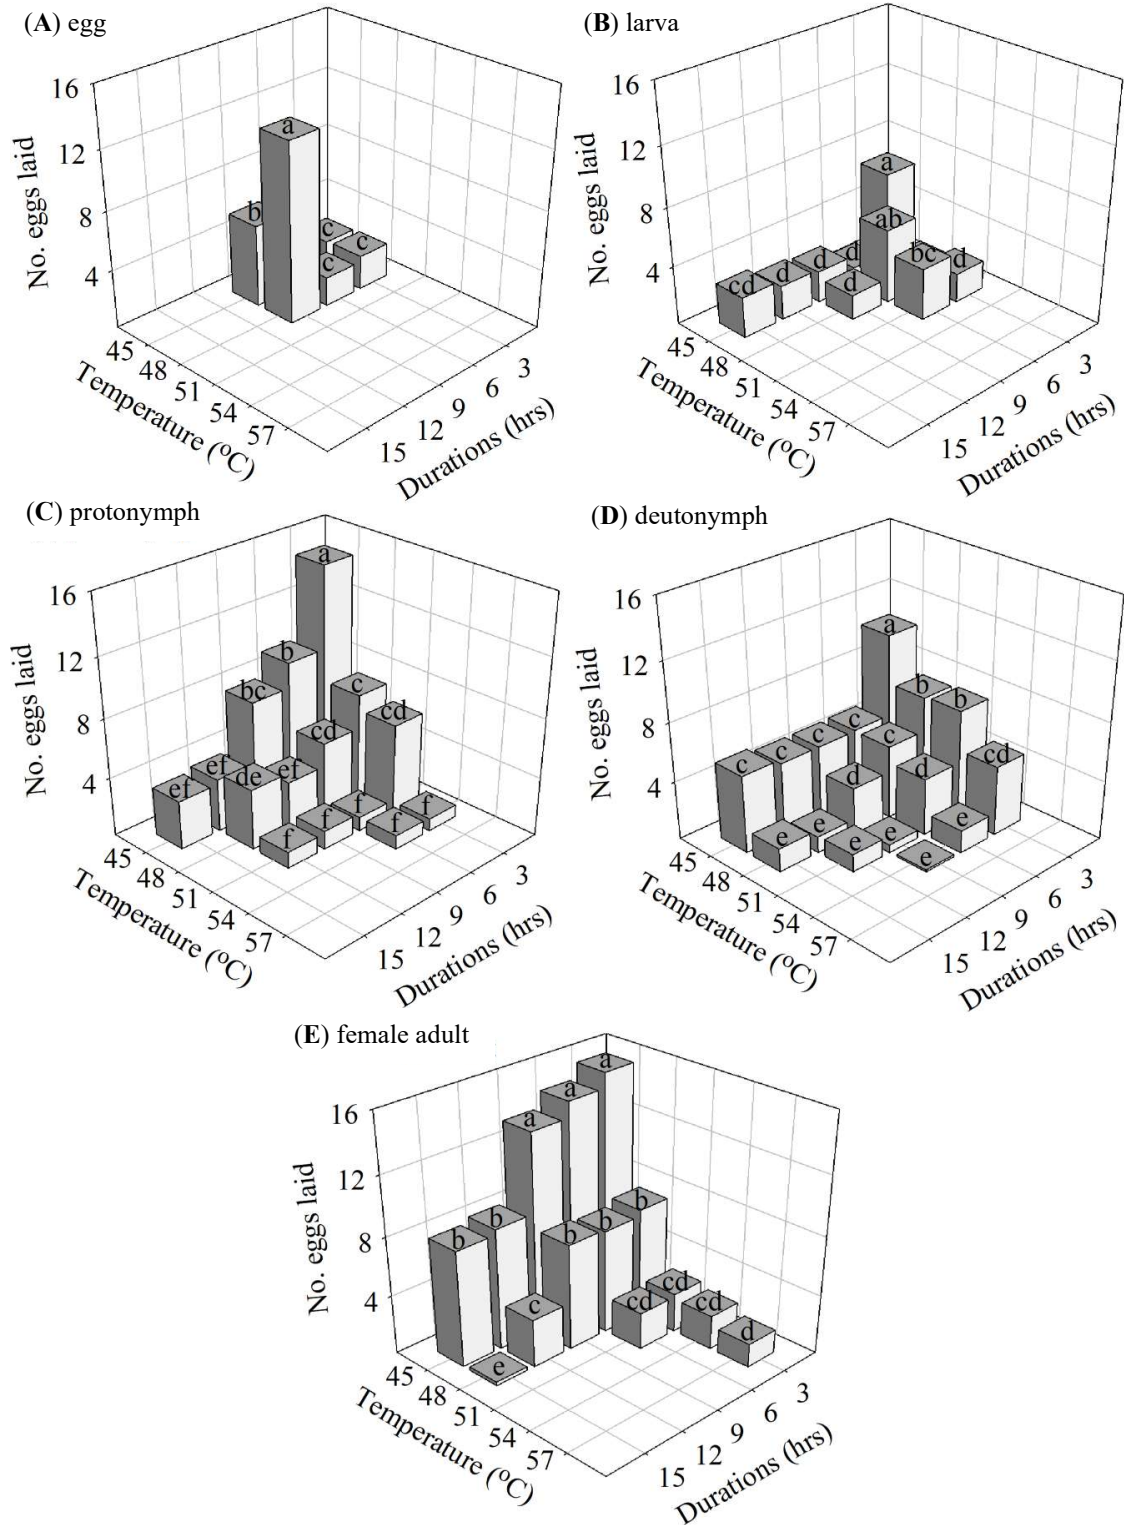 (A) egg
16
12
8
4
No. eggs laid
a
b
c
c
c
45
48
51
54
57
Temperature (ºC)
3
6
9
12
15
Durations (hrs)
(B) larva
16
12
8
4
No. eggs laid
a
ab
bc
d
d
d
d
cd
d
45
48
51
54
57
Temperature (ºC)
3
6
9
12
15
Durations (hrs)
(C) protonymph
16
12
8
4
No. eggs laid
a
b
c
bc
cd
cd
ef
ef
de
ef
f
f
f
f
f
45
48
51
54
57
Temperature (ºC)
3
6
9
12
15
Durations (hrs)
(D) deutonymph
16
12
8
4
No. eggs laid
a
b
b
c
c
c
c
c
cd
d
d
e
e
e
e
e
e
45
48
51
54
57
Temperature (ºC)
3
6
9
12
15
Durations (hrs)
(E) female adult
16
12
8
4
No. eggs laid
a
a
a
b
b
b
b
b
cd
c
cd
cd
d
e
45
48
51
54
57
Temperature (ºC)
3
6
9
12
15
Durations (hrs)